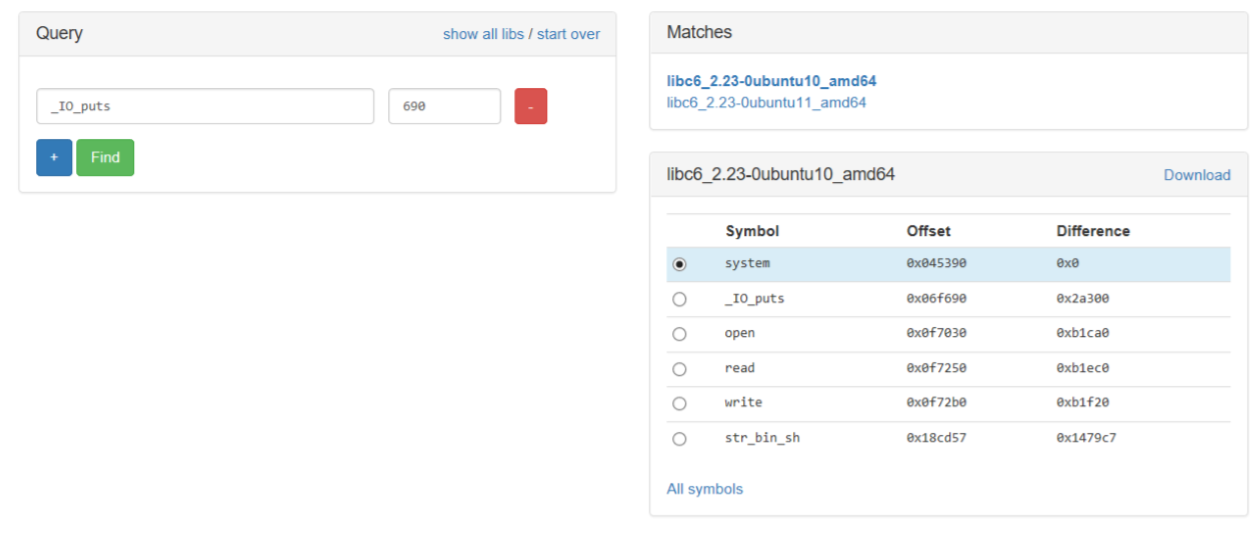 Query show all libs / start over
_IO_puts 690 -
+ Find
Matches
libc6_2.23-0ubuntu10_amd64
libc6_2.23-0ubuntu11_amd64
libc6_2.23-0ubuntu10_amd64 Download
Symbol Offset Difference
system 0x045390 0x0
_IO_puts 0x06f690 0x2a300
open 0x0f7030 0xb1ca0
read 0x0f7250 0xb1ec0
write 0x0f72b0 0xb1f20
str_bin_sh 0x18cd57 0x1479c7
All symbols